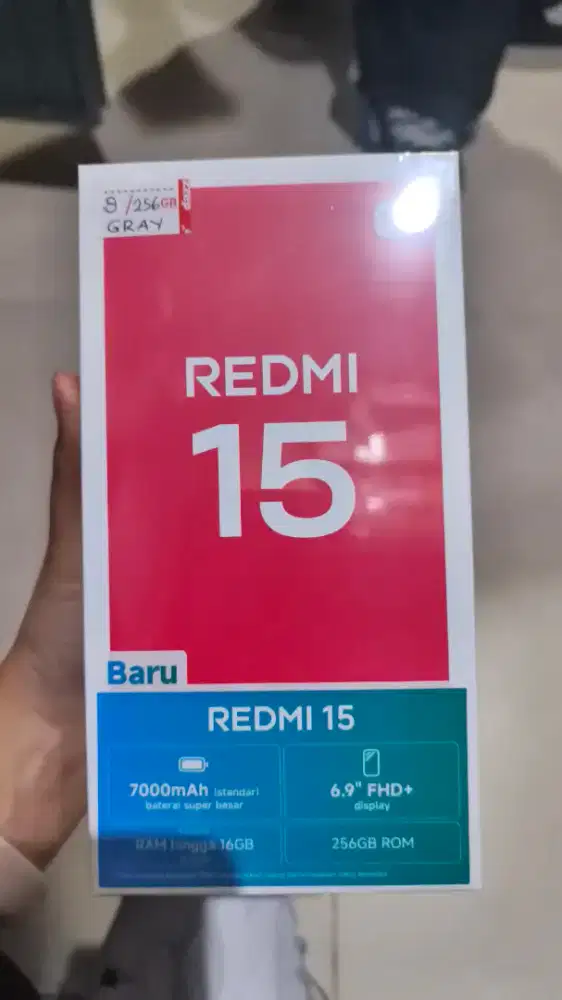 8/256GB
GRAY
REDMI
15
Baru
REDMI 15
7000mAh (standar)
baterai super besar
6.9" FHD+
display
RAM hingga 16GB
256GB ROM